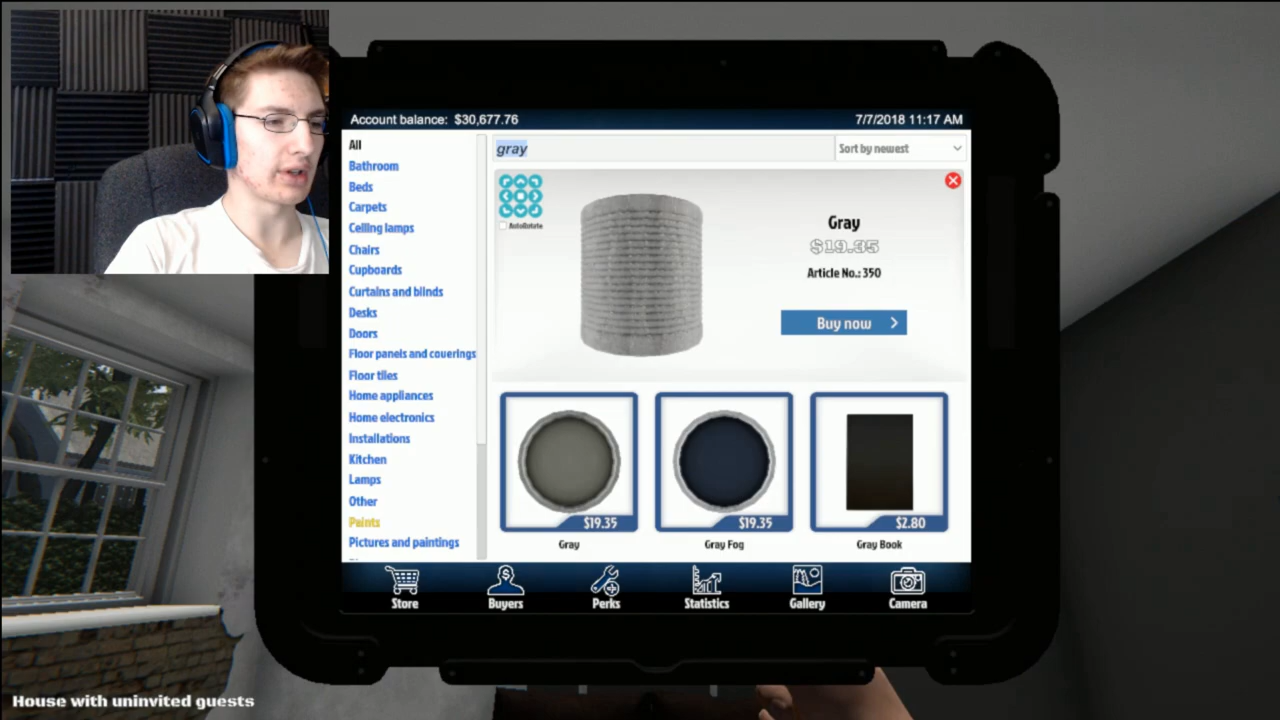 Account balance: $30,677.76
7/7/2018 11:17 AM
All
Bathroom
Beds
Carpets
Ceiling lamps
Chairs
Cupboards
Curtains and blinds
Desks
Doors
Floor panels and coverings
Floor tiles
Home appliances
Home electronics
Installations
Kitchen
Lamps
Other
Paints
Pictures and paintings
gray
Sort by newest
AutoRotate
Gray
$19.35
Article No.: 350
Buy now
$19.35
Gray
$19.35
Gray Fog
$2.80
Gray Book
Store
Buyers
Perks
Statistics
Gallery
Camera
House with uninvited guests